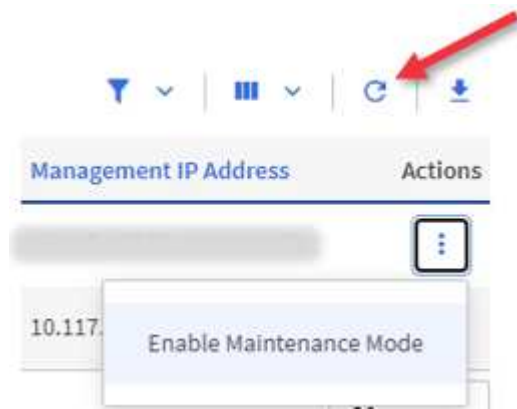 Management IP Address Actions
10.117.
Enable Maintenance Mode